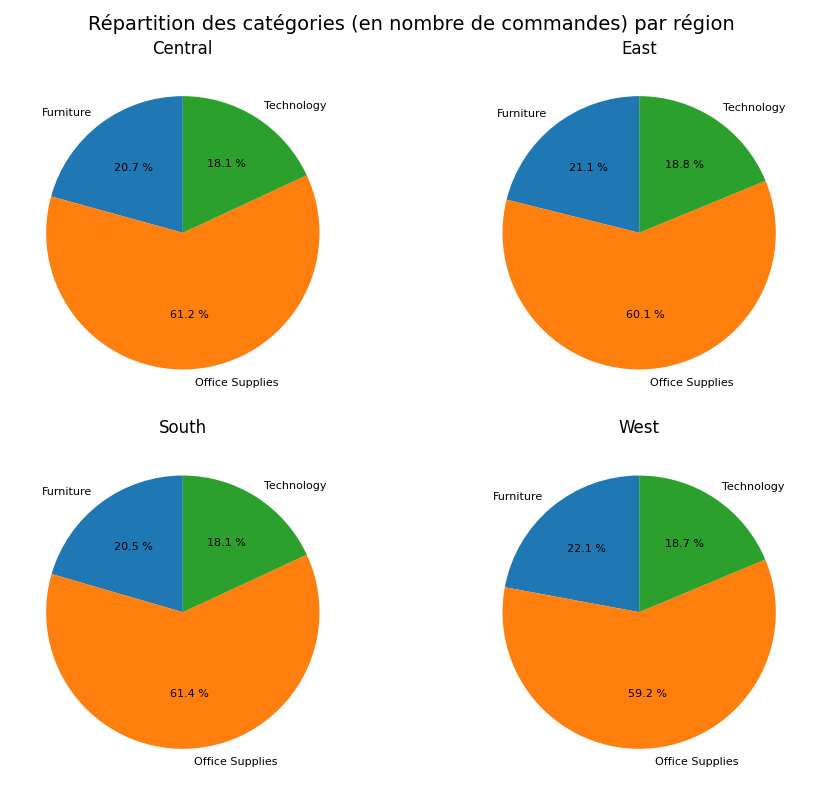 Répartition des catégories (en nombre de commandes) par région
Central
Furniture
Technology
20.7 %
18.1 %
61.2 %
Office Supplies
East
Furniture
Technology
21.1 %
18.8 %
60.1 %
Office Supplies
South
Furniture
Technology
20.5 %
18.1 %
61.4 %
Office Supplies
West
Furniture
Technology
22.1 %
18.7 %
59.2 %
Office Supplies